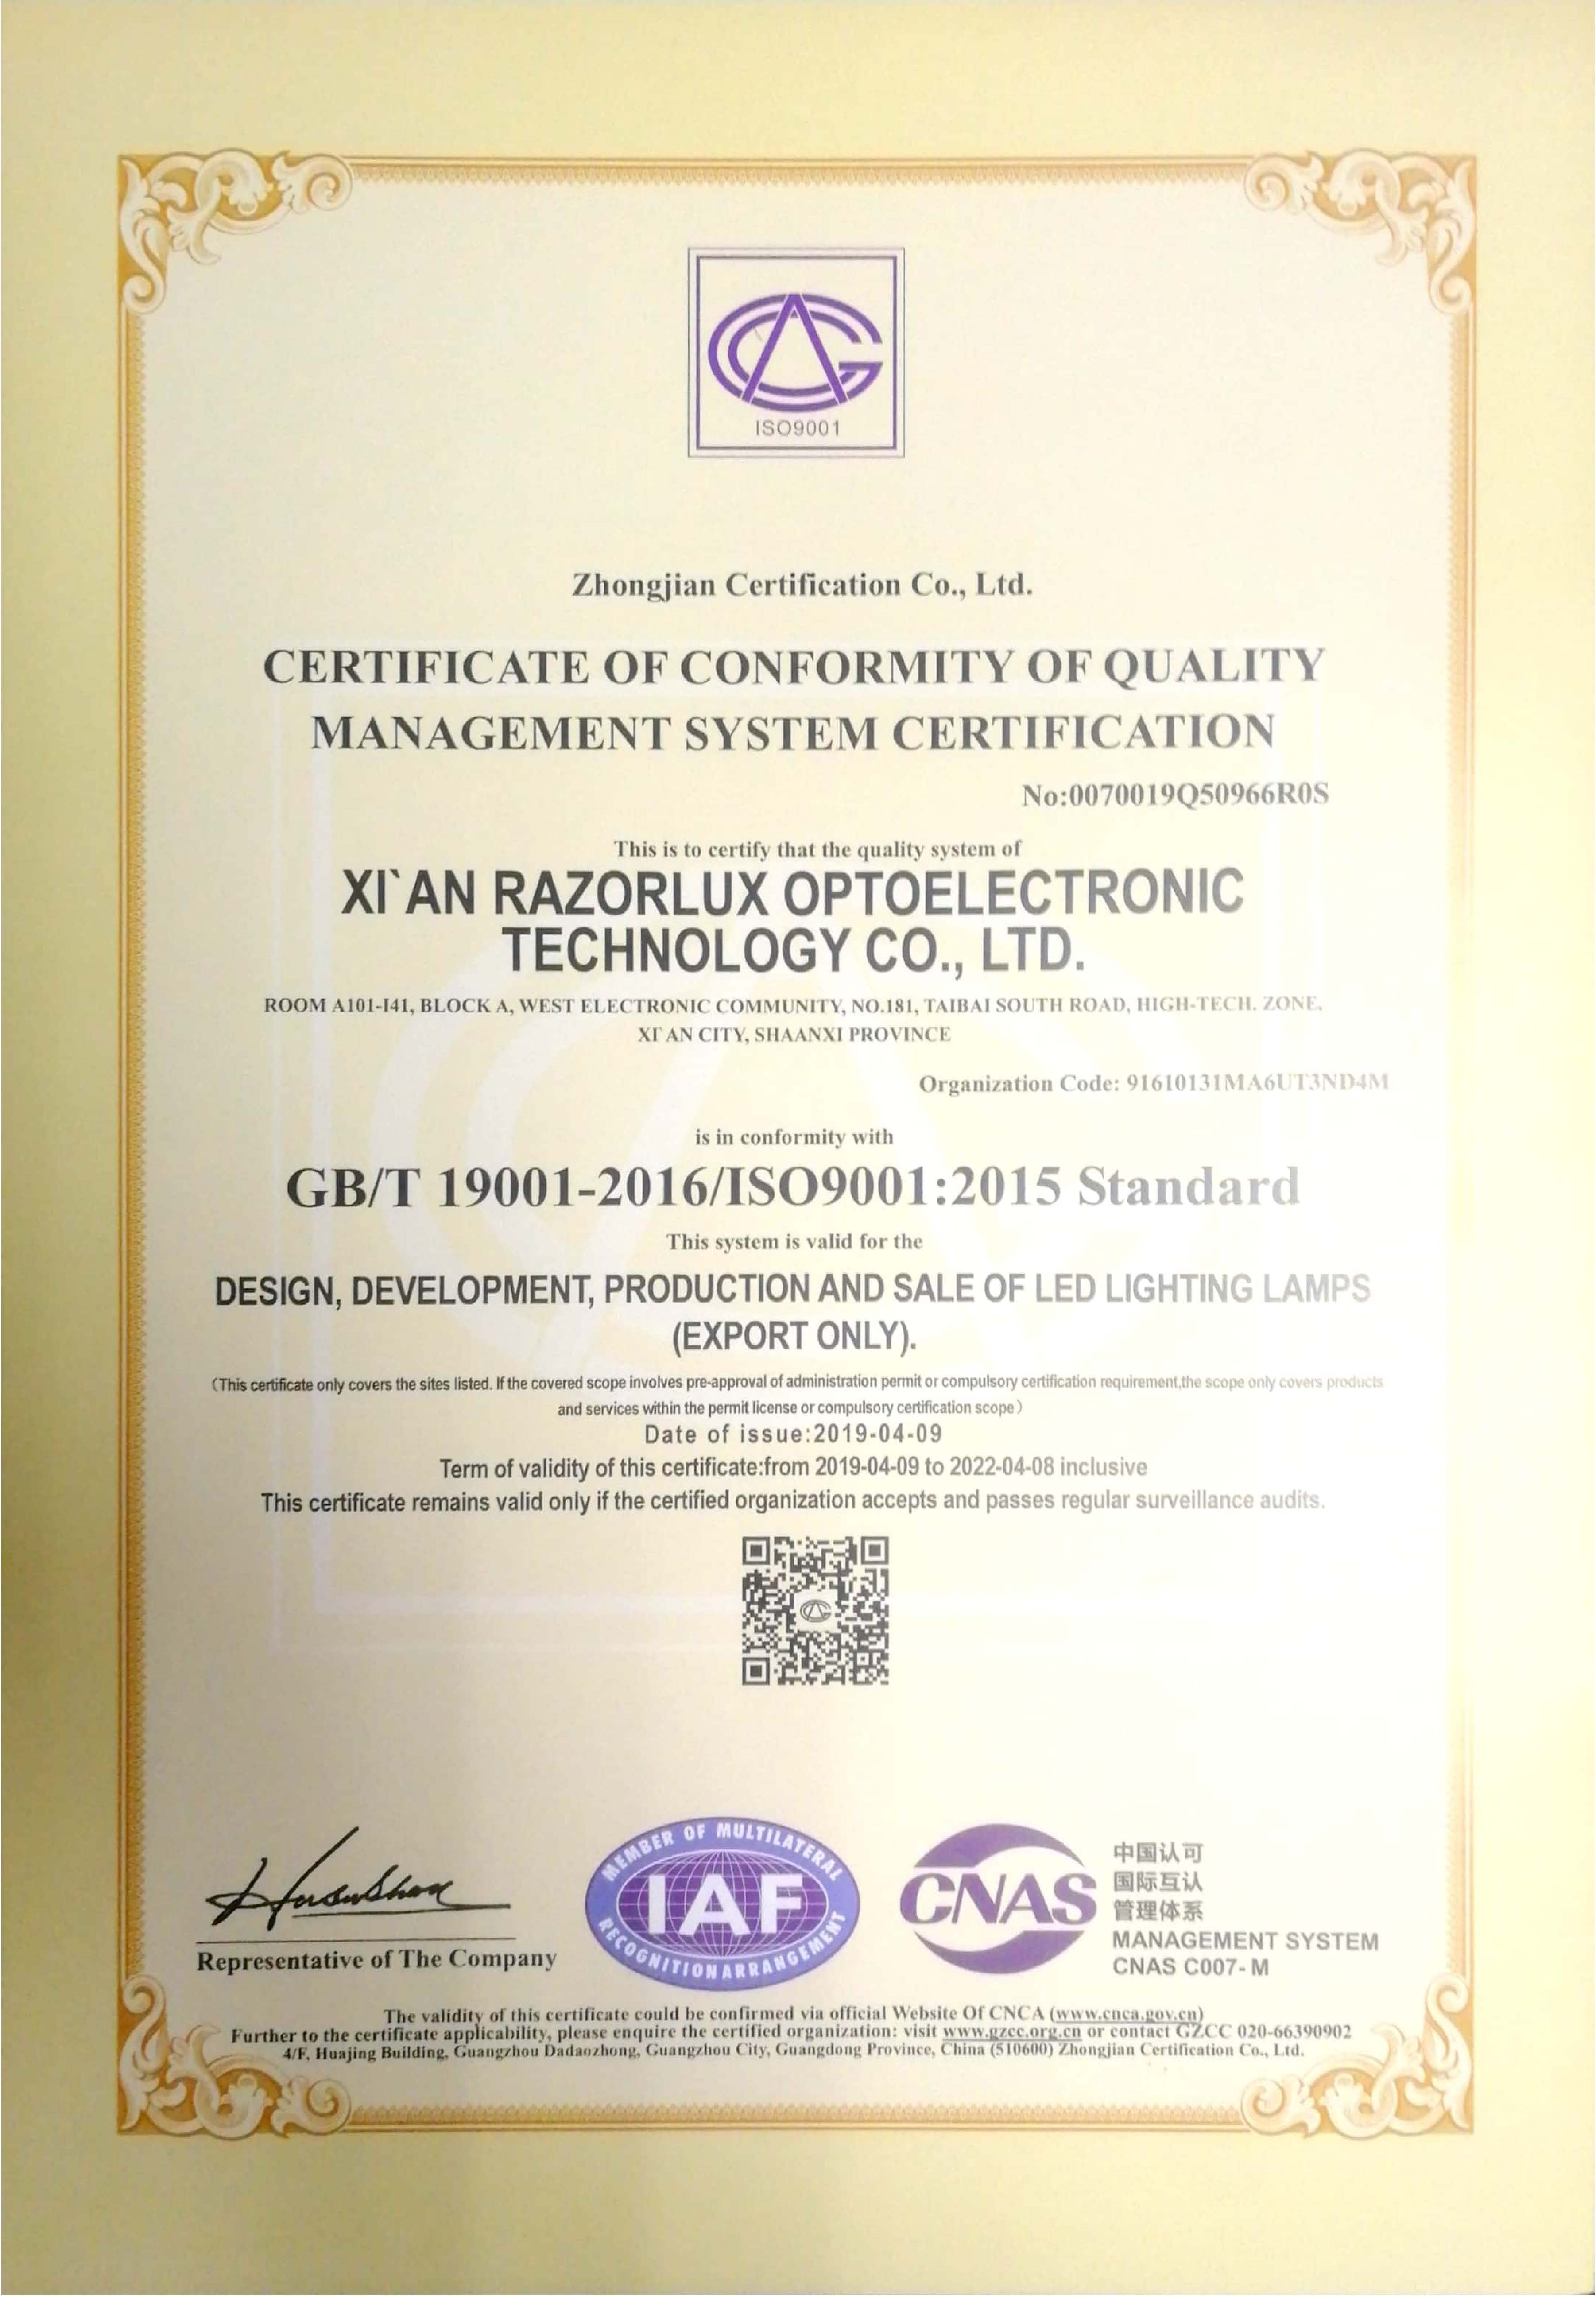 ISO9001
Zhongjian Certification Co., Ltd.
CERTIFICATE OF CONFORMITY OF QUALITY
MANAGEMENT SYSTEM CERTIFICATION
No:0070019Q50966R0S
This is to certify that the quality system of
XI`AN RAZORLUX OPTOELECTRONIC
TECHNOLOGY CO., LTD.
ROOM A101-141, BLOCK A, WEST ELECTRONIC COMMUNITY, NO.181, TAIBAI SOUTH ROAD, HIGH-TECH. ZONE,
XI`AN CITY, SHAANXI PROVINCE
Organization Code: 91610131MA6UT3ND4M
is in conformity with
GB/T 19001-2016/ISO9001:2015 Standard
This system is valid for the
DESIGN, DEVELOPMENT, PRODUCTION AND SALE OF LED LIGHTING LAMPS
(EXPORT ONLY).
(This certificate only covers the sites listed. If the covered scope involves pre-approval of administration permit or compulsory certification requirement,the scope only covers products
and services within the permit license or compulsory certification scope)
Date of issue:2019-04-09
Term of validity of this certificate:from 2019-04-09 to 2022-04-08 inclusive
This certificate remains valid only if the certified organization accepts and passes regular surveillance audits.
MEMBER OF MULTILATERAL
IAF
RECOGNITION ARRANGEMENT
CNAS
中国认可
国际互认
管理体系
MANAGEMENT SYSTEM
CNAS C007-M
Representative of The Company
The validity of this certificate could be confirmed via official Website Of CNCA (www.cnca.gov.cn)
Further to the certificate applicability, please enquire the certified organization: visit www.gzcc.org.cn or contact GZCC 020-66390902
4/F, Huajing Building, Guangzhou Dadaozhong, Guangzhou City, Guangdong Province, China (510600) Zhongjian Certification Co., Ltd.